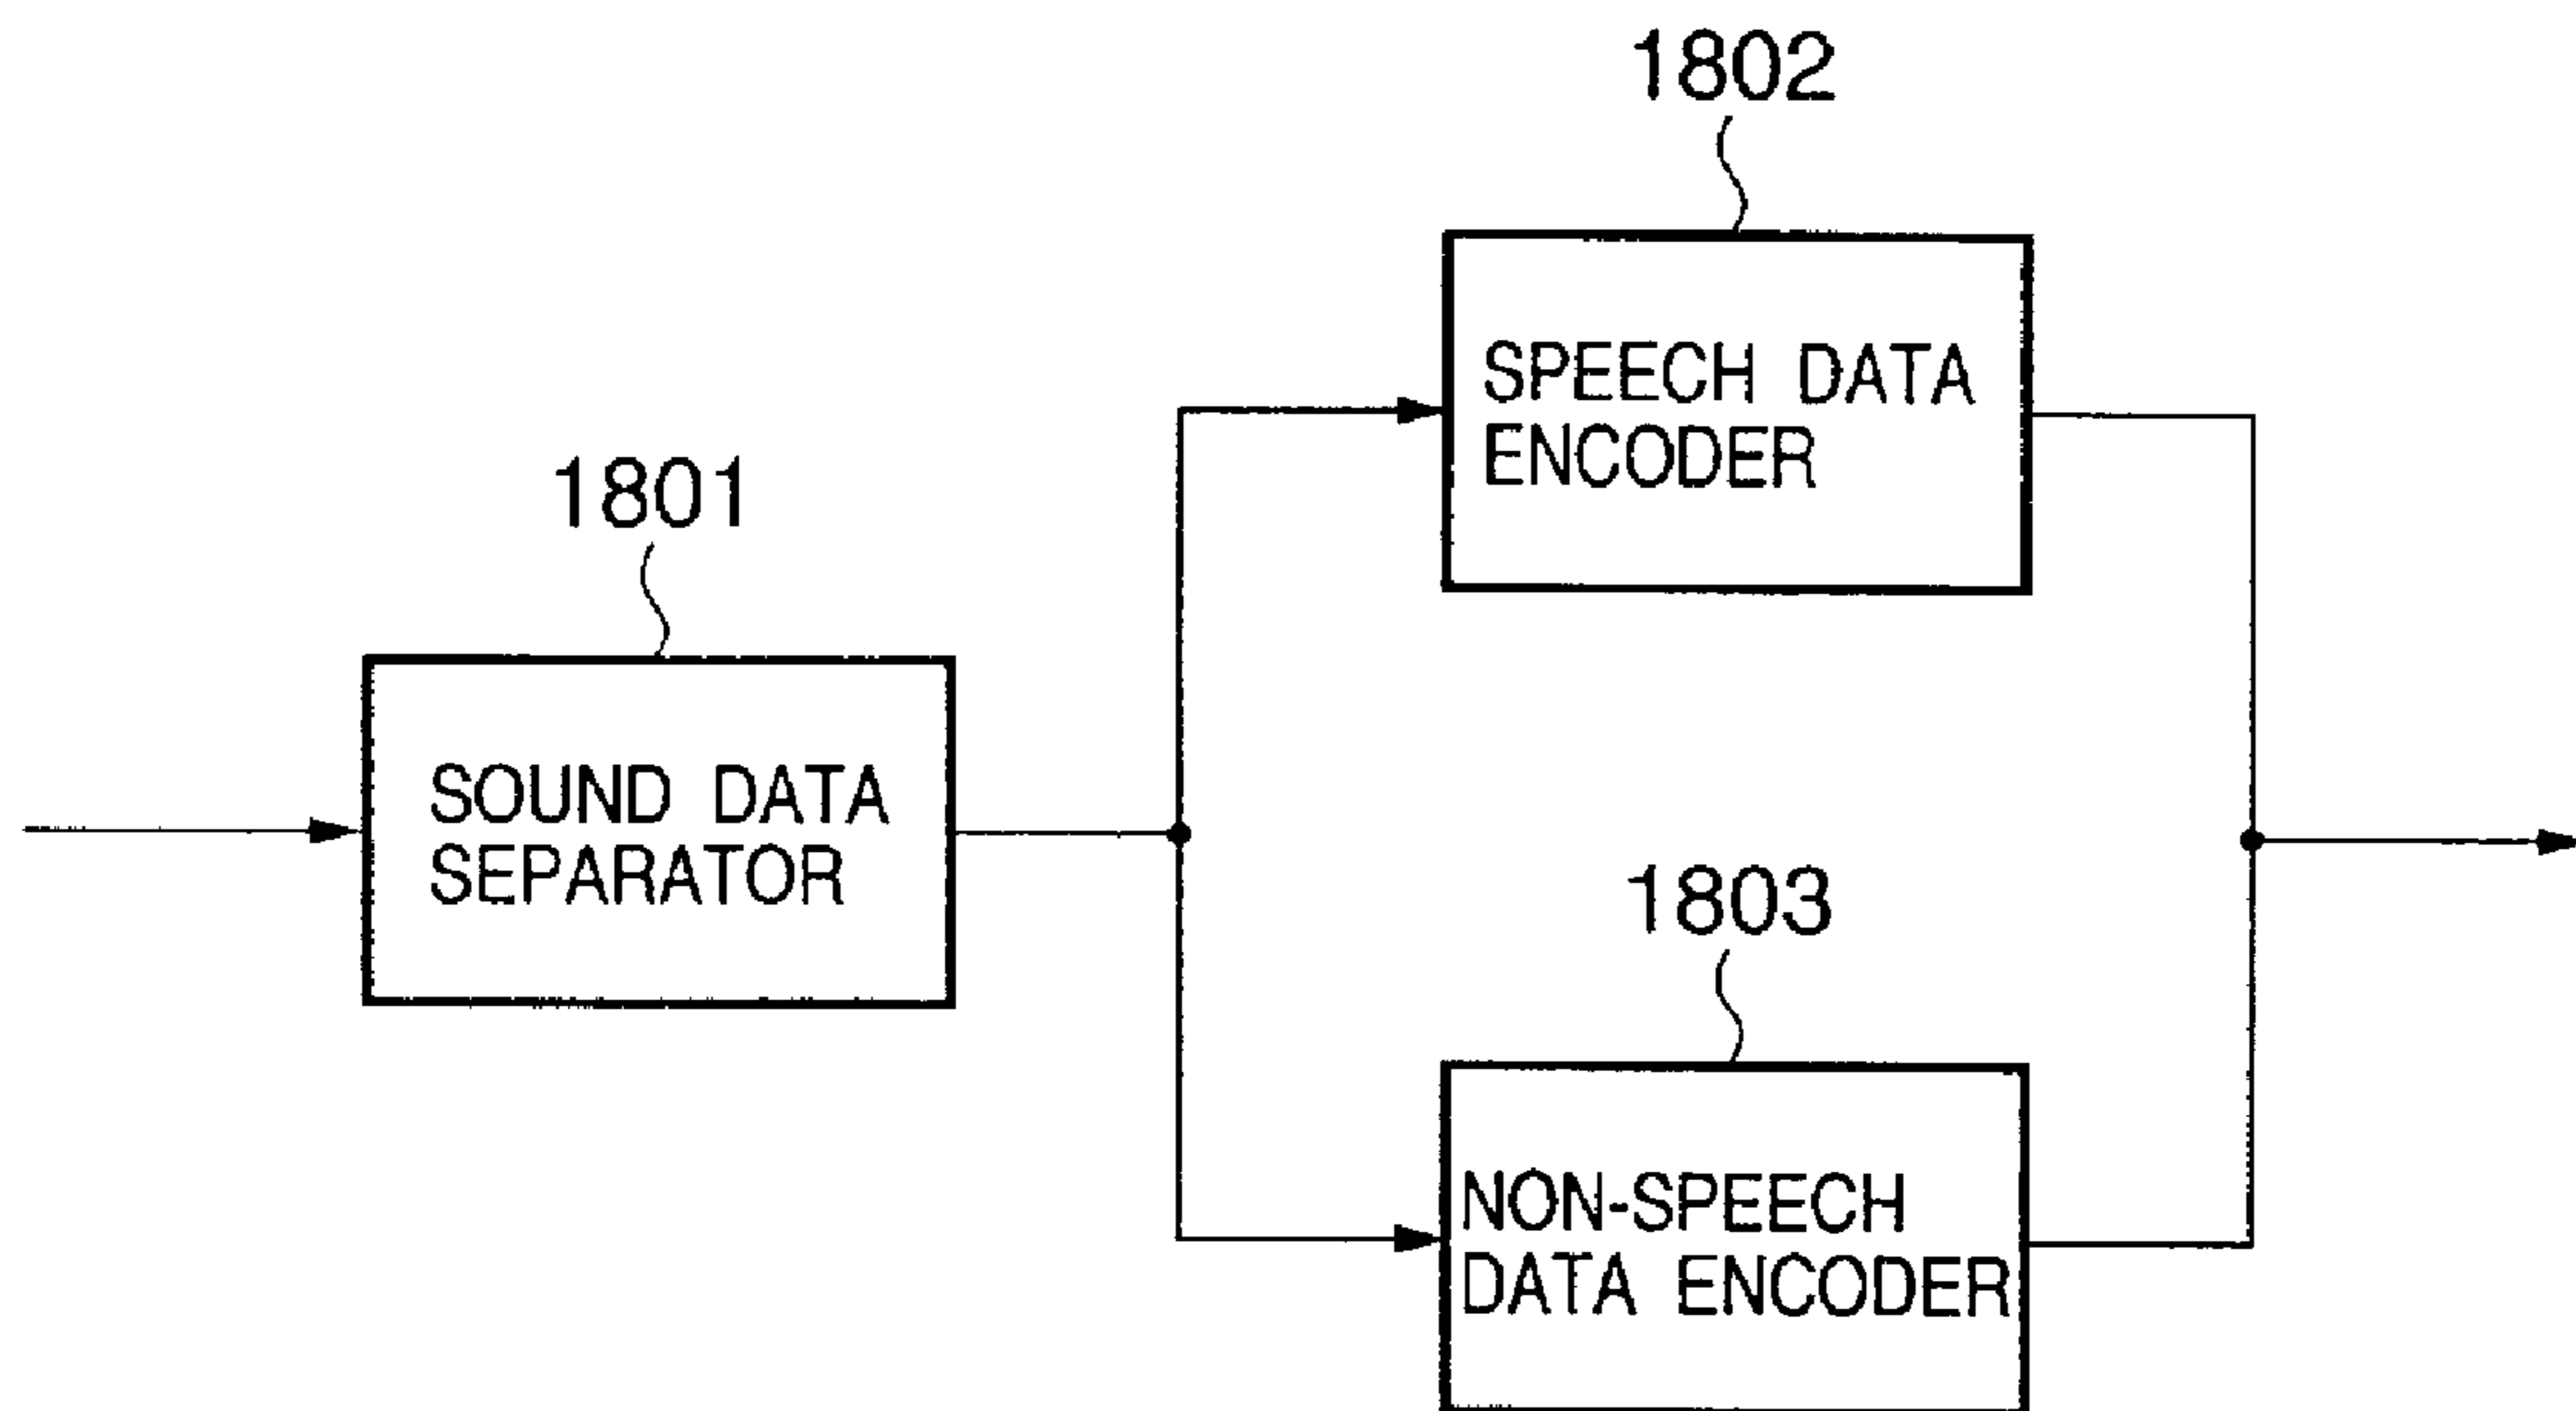 1802
SPEECH DATA
ENCODER
1801
SOUND DATA
SEPARATOR
1803
NON-SPEECH
DATA ENCODER